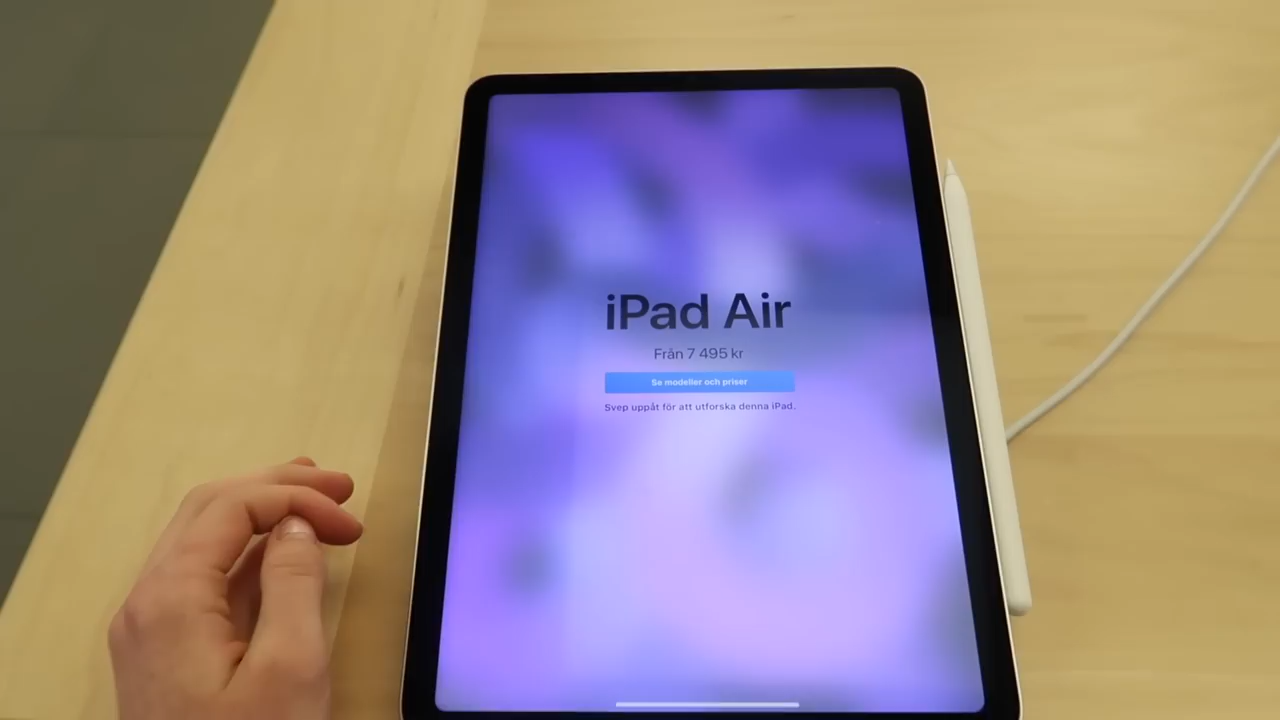 iPad Air
Från 7 495 kr
Se modeller och priser
Svep uppåt för att utforska denna iPad.